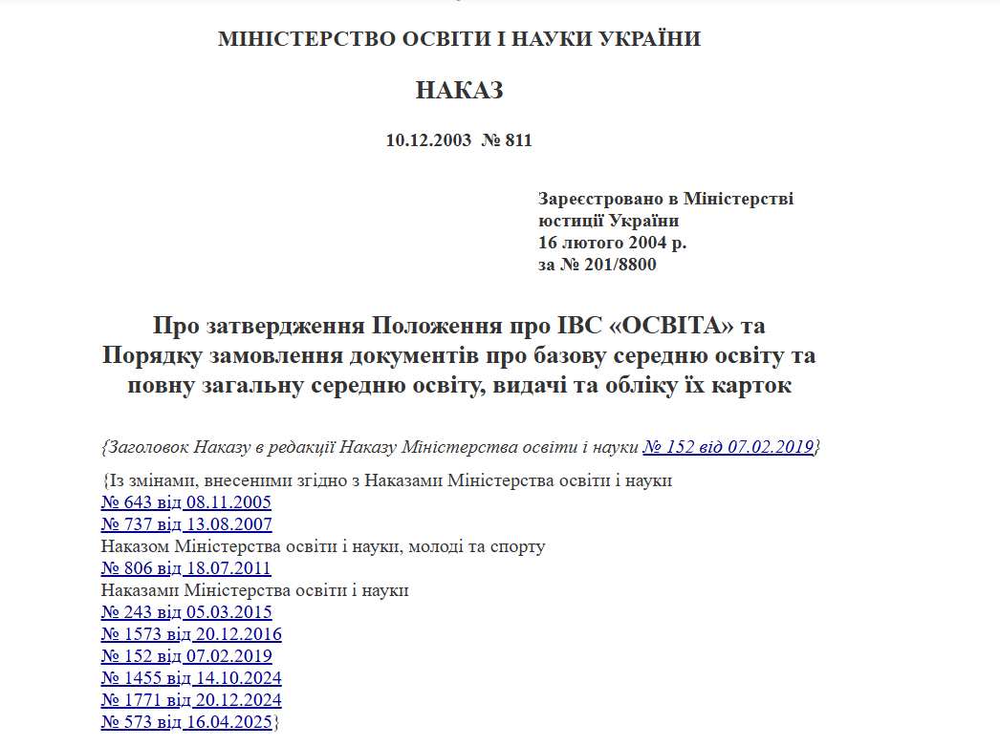 МІНІСТЕРСТВО ОСВІТИ І НАУКИ УКРАЇНИ
НАКАЗ
10.12.2003 № 811
Зареєстровано в Міністерстві
юстиції України
16 лютого 2004 р.
за № 201/8800
Про затвердження Положення про ІВС «ОСВІТА» та
Порядку замовлення документів про базову середню освіту та
повну загальну середню освіту, видачі та обліку їх карток
{Заголовок Наказу в редакції Наказу Міністерства освіти і науки № 152 від 07.02.2019}
{Із змінами, внесеними згідно з Наказами Міністерства освіти і науки
№ 643 від 08.11.2005
№ 737 від 13.08.2007
Наказом Міністерства освіти і науки, молоді та спорту
№ 806 від 18.07.2011
Наказами Міністерства освіти і науки
№ 243 від 05.03.2015
№ 1573 від 20.12.2016
№ 152 від 07.02.2019
№ 1455 від 14.10.2024
№ 1771 від 20.12.2024
№ 573 від 16.04.2025}